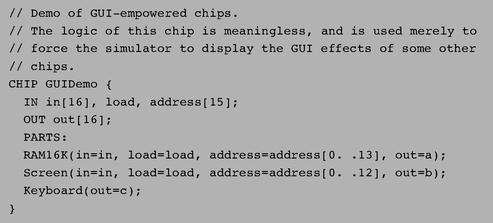 // Demo of GUI-empowered chips.
// The logic of this chip is meaningless, and is used merely to
// force the simulator to display the GUI effects of some other
// chips.
CHIP GUIDemo {
  IN in[16], load, address[15];
  OUT out[16];
  PARTS:
  RAM16K(in=in, load=load, address=address[0. .13], out=a);
  Screen(in=in, load=load, address=address[0. .12], out=b);
  Keyboard(out=c);
}